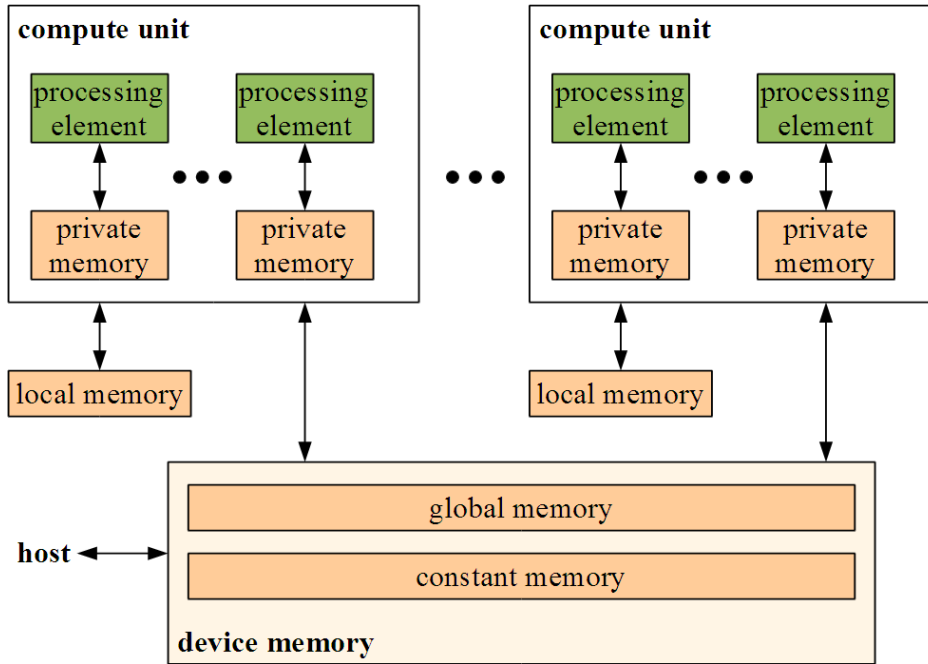 compute unit
processing
element
processing
element
private
memory
private
memory
local memory
compute unit
processing
element
processing
element
private
memory
private
memory
local memory
global memory
constant memory
host
device memory